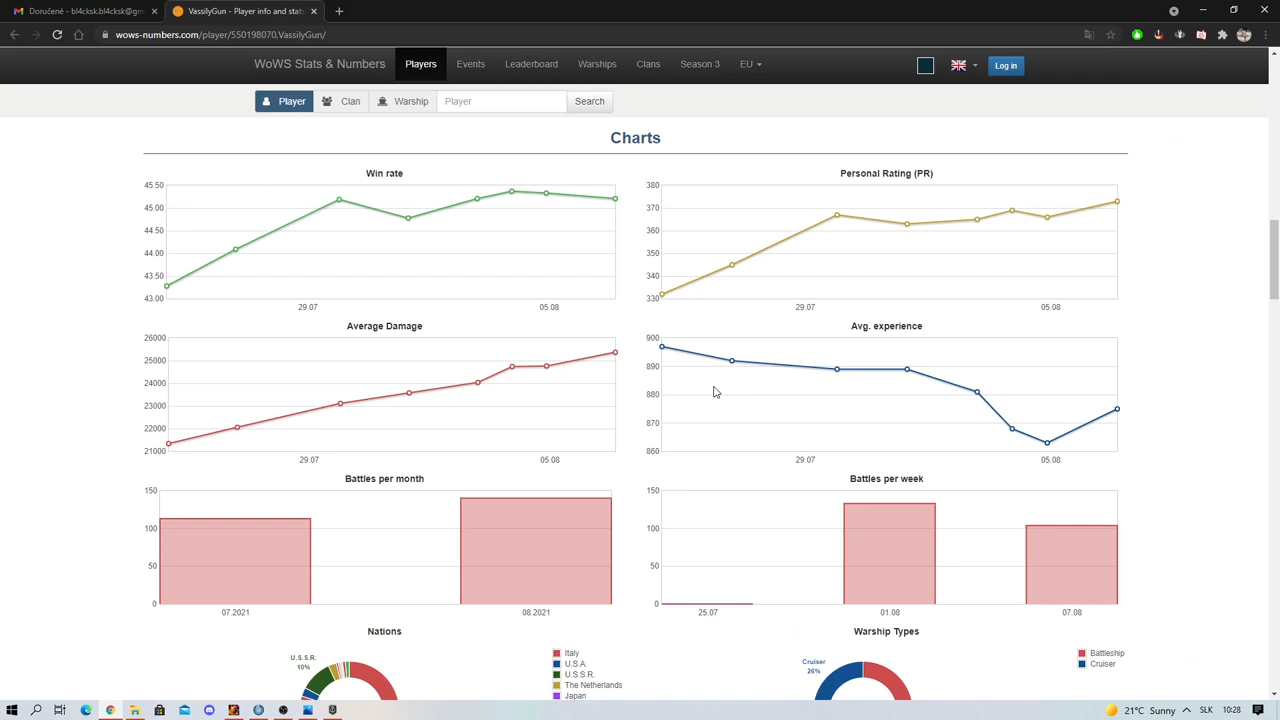 Doručené - bl4cksk.bl4cksk@gm
VassilyGun - Player info and stats
wows-numbers.com/player/550198070,VassilyGun/
WoWS Stats & Numbers Players Events Leaderboard Warships Clans Season 3 EU Log in
Player Clan Warship Player Search
Charts
Win rate
45.50
45.00
44.50
44.00
43.50
43.00
29.07 05.08
Personal Rating (PR)
380
370
360
350
340
330
29.07 05.08
Average Damage
26000
25000
24000
23000
22000
21000
29.07 05.08
Avg. experience
900
890
880
870
860
29.07 05.08
Battles per month
150
100
50
0
07.2021 08.2021
Battles per week
150
100
50
0
25.07 01.08 07.08
Nations
U.S.S.R.
10%
Italy
U.S.A.
U.S.S.R.
The Netherlands
Japan
Warship Types
Cruiser
26%
Battleship
Cruiser
21°C Sunny SLK 10:28